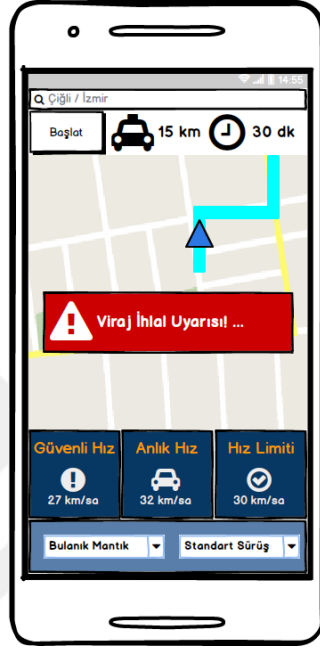 14:55
Çiğli / İzmir
Başlat
15 km
30 dk
Viraj İhlal Uyarısı! ...
Güvenli Hız
Anlık Hız
Hız Limiti
27 km/sa
32 km/sa
30 km/sa
Bulanık Mantık
Standart Sürüş